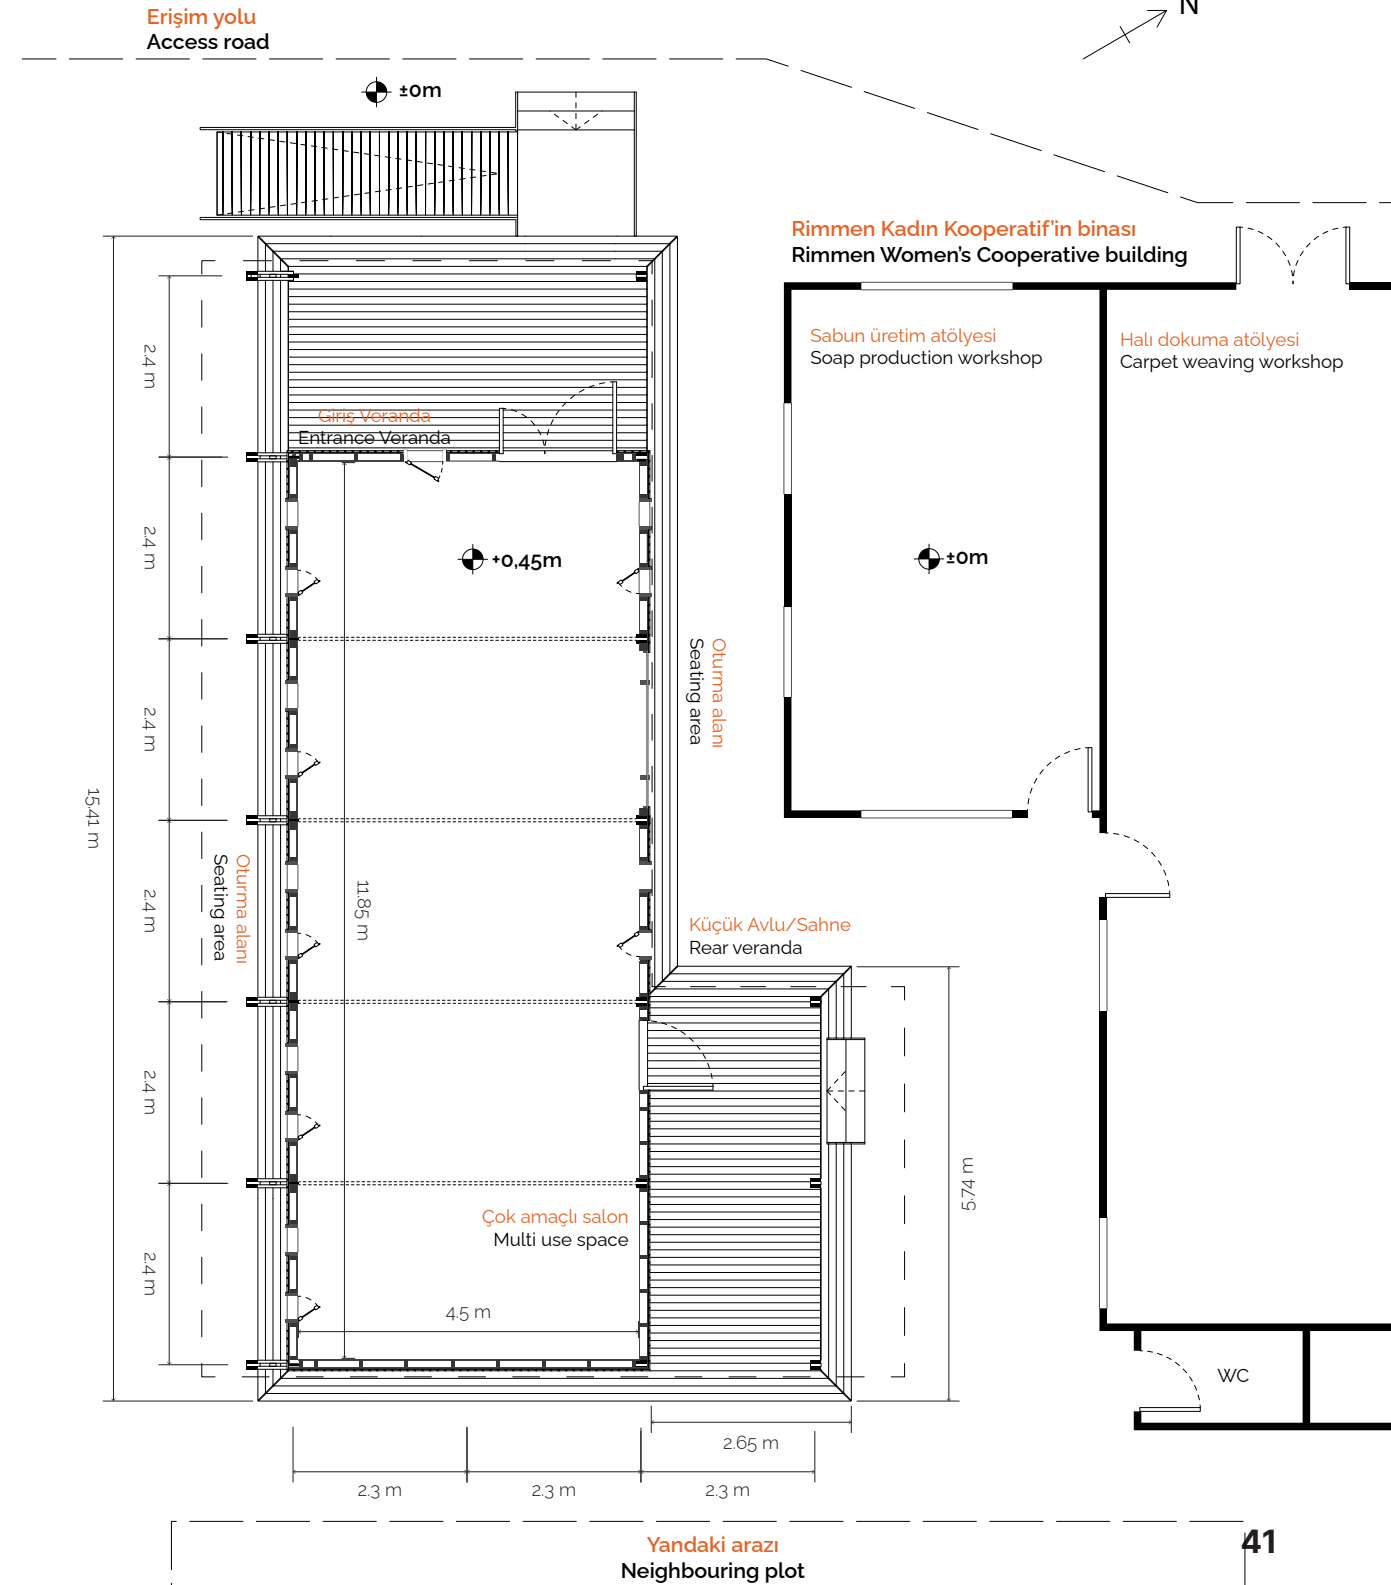 Erişim yolu
Access road
N
±0m
Rimmen Kadın Kooperatif’in binası
Rimmen Women’s Cooperative building
Sabun üretim atölyesi
Soap production workshop
Halı dokuma atölyesi
Carpet weaving workshop
2.4 m
Giriş Veranda
Entrance Veranda
2.4 m
+0,45m
±0m
Oturma alanı
Seating area
2.4 m
15.41 m
Oturma alanı
Seating area
2.4 m
11.85 m
Küçük Avlu/Sahne
Rear veranda
2.4 m
5.74 m
Çok amaçlı salon
Multi use space
2.4 m
4.5 m
WC
2.65 m
2.3 m
2.3 m
2.3 m
Yandaki arazı
Neighbouring plot
41